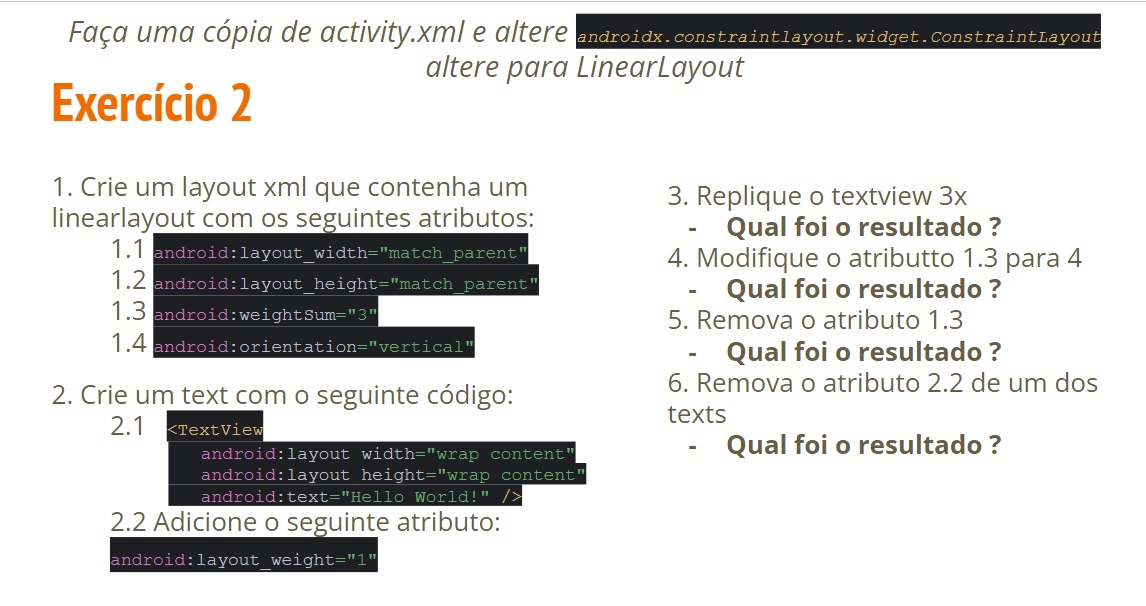 Faça uma cópia de activity.xml e altere androidx.constraintlayout.widget.ConstraintLayout
altere para LinearLayout
Exercício 2
1. Crie um layout xml que contenha um
linearlayout com os seguintes atributos:
1.1 android:layout_width="match_parent"
1.2 android:layout_height="match_parent"
1.3 android:weightSum="3"
1.4 android:orientation="vertical"
2. Crie um text com o seguinte código:
2.1 <TextView
android:layout_width="wrap_content"
android:layout_height="wrap_content"
android:text="Hello World!" />
2.2 Adicione o seguinte atributo:
android:layout_weight="1"
3. Replique o textview 3x
- Qual foi o resultado ?
4. Modifique o atributto 1.3 para 4
- Qual foi o resultado ?
5. Remova o atributo 1.3
- Qual foi o resultado ?
6. Remova o atributo 2.2 de um dos
texts
- Qual foi o resultado ?